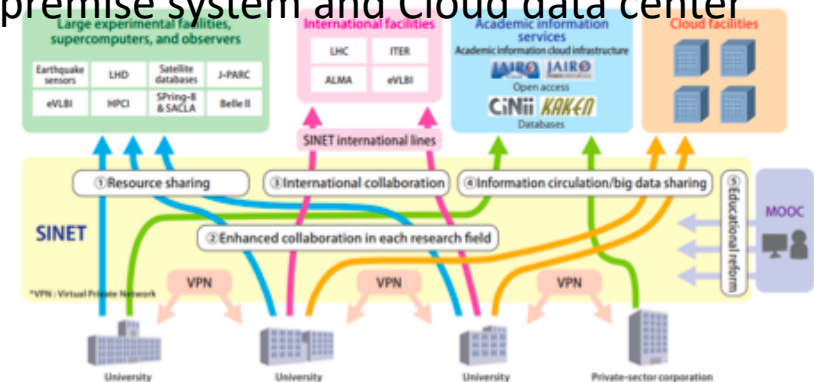 premise system and Cloud data center
Large experimental facilities,
supercomputers, and observers
Earthquake
sensors
LHD
Satellite
databases
J-PARC
eVLBI
HPCI
SPring-8
& SACLA
Belle II
International facilities
LHC
ITER
ALMA
eVLBI
Academic information
services
Academic information cloud infrastructure
JAIRO
JAIRO
Open access
CiNii
KAKEN
Databases
Cloud facilities
SINET international lines
①Resource sharing
③International collaboration
④Information circulation/big data sharing
⑤Educational reform
MOOC
SINET
②Enhanced collaboration in each research field
VPN
VPN
VPN
*VPN : Virtual Private Network
University
University
University
Private-sector corporation